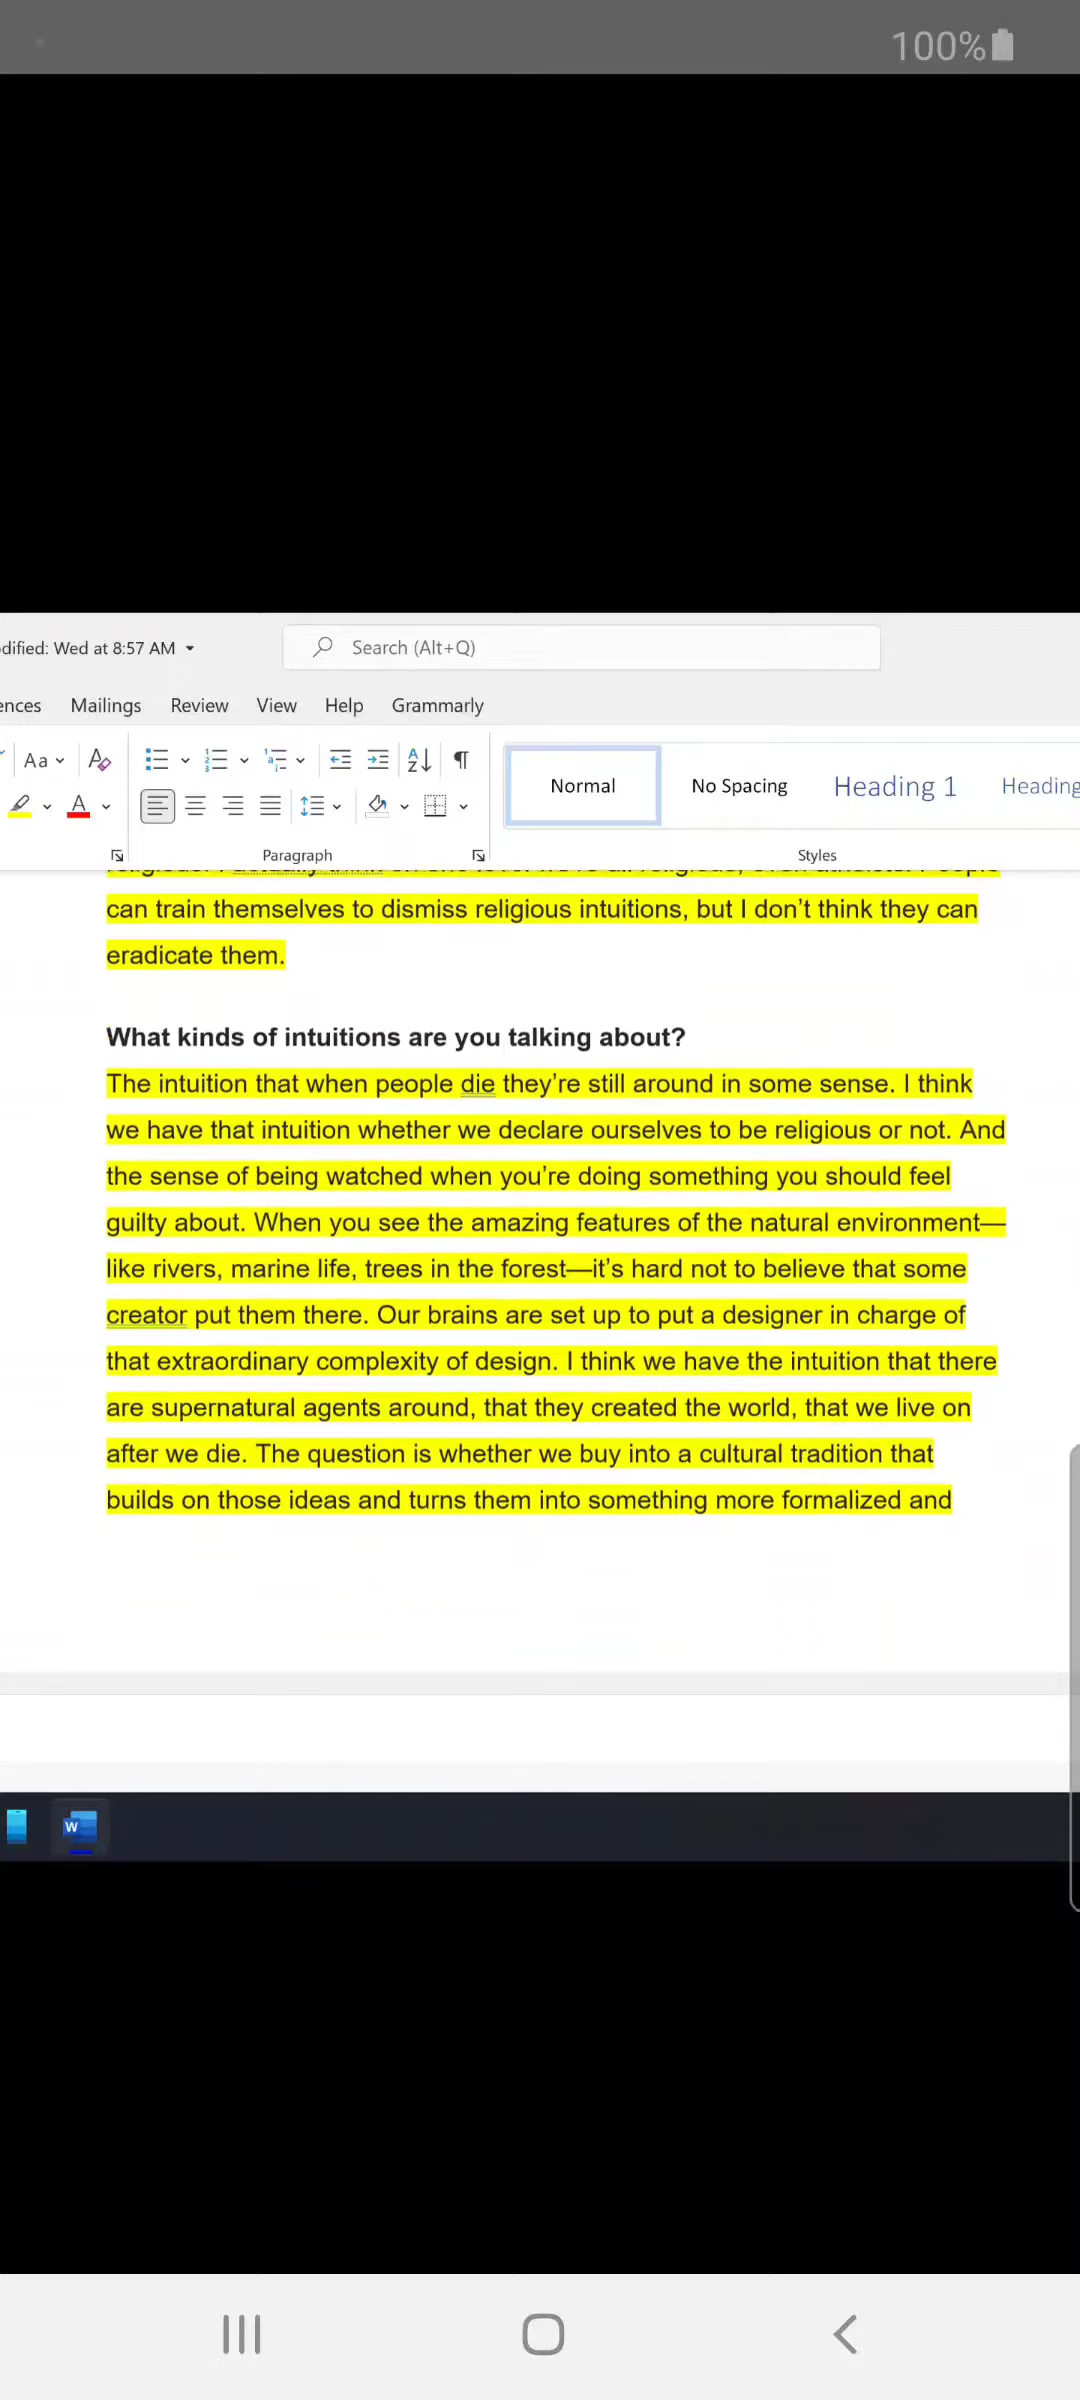 100%
dified: Wed at 8:57 AM
Search (Alt+Q)
ences Mailings Review View Help Grammarly
Aa
Normal No Spacing Heading 1 Heading
Paragraph Styles
can train themselves to dismiss religious intuitions, but I don’t think they can
eradicate them.
What kinds of intuitions are you talking about?
The intuition that when people die they’re still around in some sense. I think
we have that intuition whether we declare ourselves to be religious or not. And
the sense of being watched when you’re doing something you should feel
guilty about. When you see the amazing features of the natural environment—
like rivers, marine life, trees in the forest—it’s hard not to believe that some
creator put them there. Our brains are set up to put a designer in charge of
that extraordinary complexity of design. I think we have the intuition that there
are supernatural agents around, that they created the world, that we live on
after we die. The question is whether we buy into a cultural tradition that
builds on those ideas and turns them into something more formalized and
W